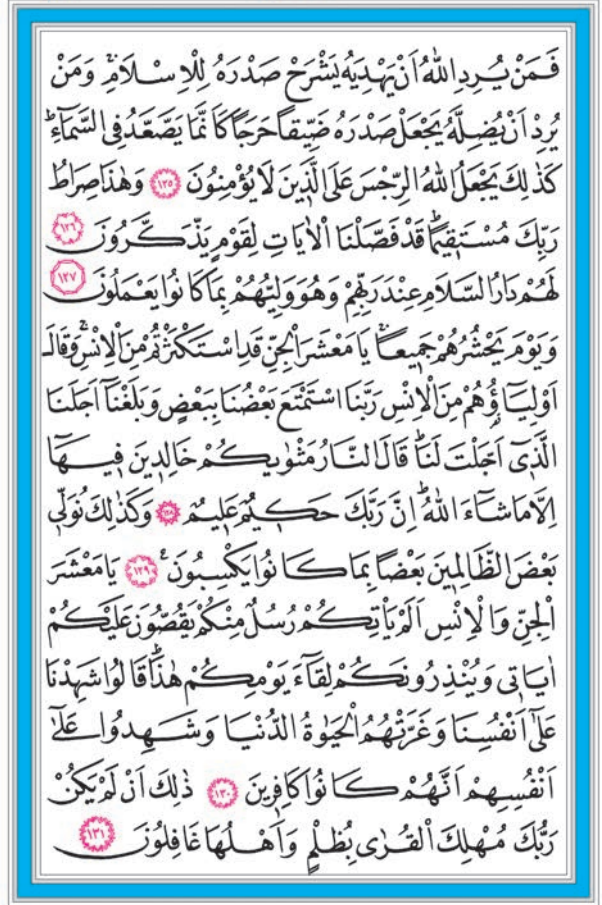 فَمَنْ يُرِدِ اللّٰهُ اَنْ يَهْدِيَهُ يَشْرَحْ صَدْرَهُ لِلْاِسْلَامِۚ وَمَنْ
يُرِدْ اَنْ يُضِلَّهُ يَجْعَلْ صَدْرَهُ ضَيِّقاً حَرَجاً كَاَنَّمَا يَصَّعَّدُ فِى السَّمَٓاءِۜ
كَذٰلِكَ يَجْعَلُ اللّٰهُ الرِّجْسَ عَلَى الَّذ۪ينَ لَا يُؤْمِنُونَ ﴿١٢٥﴾ وَهٰذَا صِرَاطُ
رَبِّكَ مُسْتَق۪يماًۜ قَدْ فَصَّلْنَا الْاٰيَاتِ لِقَوْمٍ يَذَّكَّرُونَ ﴿١٢٦﴾
لَهُمْ دَارُ السَّلَامِ عِنْدَ رَبِّهِمْ وَهُوَ وَلِيُّهُمْ بِمَا كَانُوا يَعْمَلُونَ ﴿١٢٧﴾
وَيَوْمَ يَحْشُرُهُمْ جَم۪يعاًۚ يَا مَعْشَرَ الْجِنِّ قَدِ اسْتَكْثَرْتُمْ مِنَ الْاِنْسِۚ وَقَالَ
اَوْلِيَٓاؤُهُمْ مِنَ الْاِنْسِ رَبَّنَا اسْتَمْتَعَ بَعْضُنَا بِبَعْضٍ وَبَلَغْنَٓا اَجَلَنَا
الَّذ۪ٓى اَجَّلْتَ لَنَاۜ قَالَ النَّارُ مَثْوٰيكُمْ خَالِد۪ينَ ف۪يهَٓا
اِلَّا مَا شَٓاءَ اللّٰهُۜ اِنَّ رَبَّكَ حَك۪يمٌ عَل۪يمٌ ﴿١٢٨﴾ وَكَذٰلِكَ نُوَلّ۪ى
بَعْضَ الظَّالِم۪ينَ بَعْضاً بِمَا كَانُوا يَكْسِبُونَ۟ ﴿١٢٩﴾ يَا مَعْشَرَ
الْجِنِّ وَالْاِنْسِ اَلَمْ يَاْتِكُمْ رُسُلٌ مِنْكُمْ يَقُصُّونَ عَلَيْكُمْ
اٰيَات۪ى وَيُنْذِرُونَكُمْ لِقَٓاءَ يَوْمِكُمْ هٰذَاۜ قَالُوا شَهِدْنَا
عَلٰٓى اَنْفُسِنَا وَغَرَّتْهُمُ الْحَيٰوةُ الدُّنْيَا وَشَهِدُوا عَلٰٓى
اَنْفُسِهِمْ اَنَّهُمْ كَانُوا كَافِر۪ينَ ﴿١٣٠﴾ ذٰلِكَ اَنْ لَمْ يَكُنْ
رَبُّكَ مُهْلِكَ الْقُرٰى بِظُلْمٍ وَاَهْلُهَا غَافِلُونَ ﴿١٣١﴾